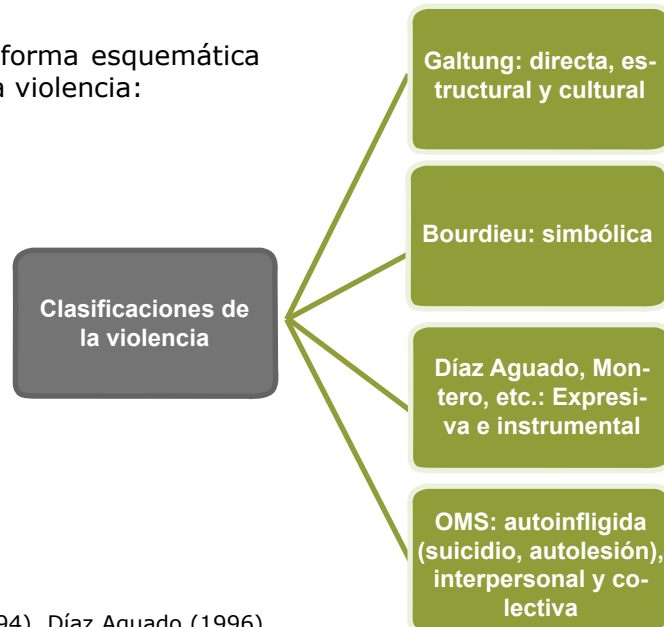 forma esquemática
a violencia:
Galtung: directa, es-
tructural y cultural
Bourdieu: simbólica
Clasificaciones de
la violencia
Díaz Aguado, Mon-
tero, etc.: Expresi-
va e instrumental
OMS: autoinfligida
(suicidio, autolesión),
interpersonal y co-
lectiva
94), Díaz Aguado (1996)